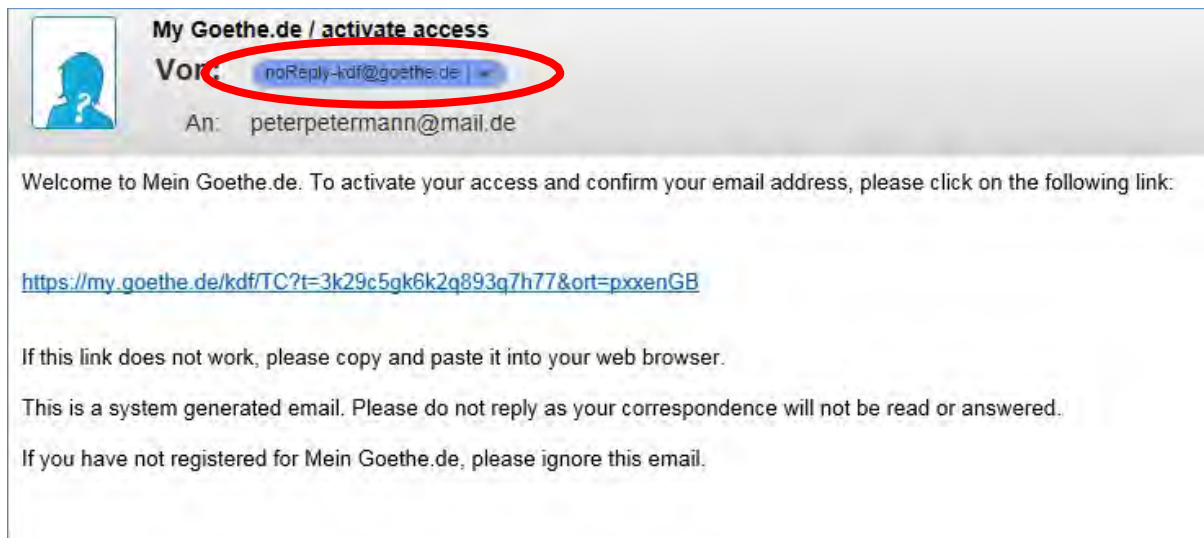 My Goethe.de / activate access
Von: noReply-kdf@goethe.de
An: peterpetermann@mail.de
Welcome to Mein Goethe.de. To activate your access and confirm your email address, please click on the following link:
https://my.goethe.de/kdf/TC?t=3k29c5gk6k2q893q7h77&ort=pxxenGB
If this link does not work, please copy and paste it into your web browser.
This is a system generated email. Please do not reply as your correspondence will not be read or answered.
If you have not registered for Mein Goethe.de, please ignore this email.